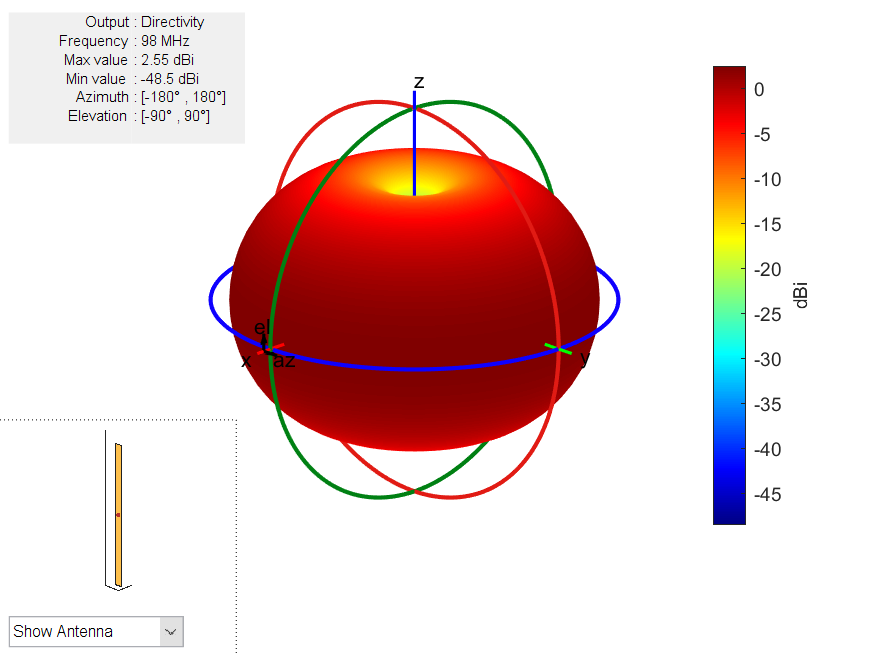 Output : Directivity
Frequency : 98 MHz
Max value : 2.55 dBi
Min value : -48.5 dBi
Azimuth : [-180° , 180°]
Elevation : [-90° , 90°]
z
el
x
az
y
0
-5
-10
-15
-20
-25
-30
-35
-40
-45
dBi
Show Antenna